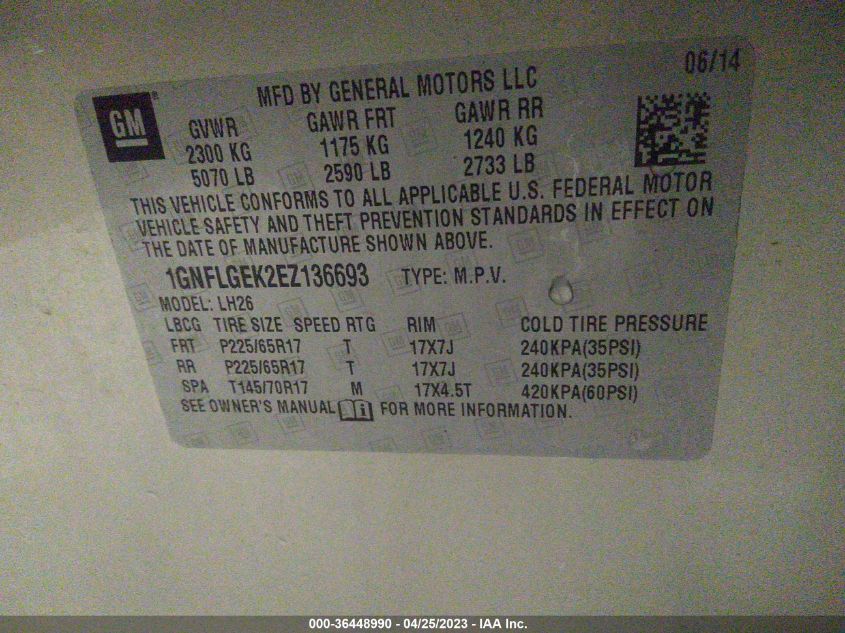 06/14
GM®
MFD BY GENERAL MOTORS LLC
GVWR GAWR FRT GAWR RR
2300 KG 1175 KG 1240 KG
5070 LB 2590 LB 2733 LB
THIS VEHICLE CONFORMS TO ALL APPLICABLE U.S. FEDERAL MOTOR
VEHICLE SAFETY AND THEFT PREVENTION STANDARDS IN EFFECT ON
THE DATE OF MANUFACTURE SHOWN ABOVE.
1GNFLGEK2EZ136693 TYPE: M.P.V.
MODEL: LH26
LBCG TIRE SIZE SPEED RTG RIM COLD TIRE PRESSURE
FRT P225/65R17 T 17X7J 240KPA(35PSI)
RR P225/65R17 T 17X7J 240KPA(35PSI)
SPA T145/70R17 M 17X4.5T 420KPA(60PSI)
SEE OWNER'S MANUAL FOR MORE INFORMATION.
000-36448990 - 04/25/2023 - IAA Inc.